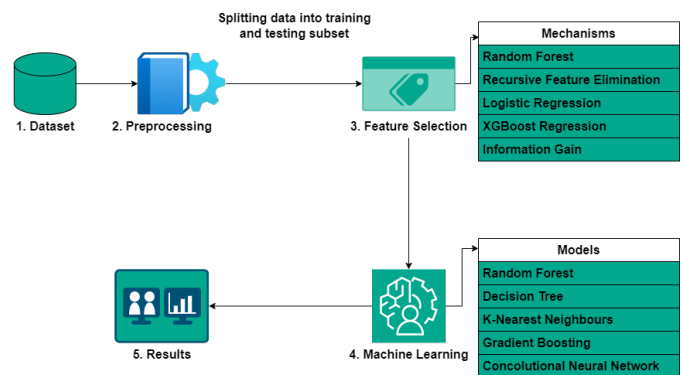 Splitting data into training
and testing subset
1. Dataset
2. Preprocessing
3. Feature Selection
Mechanisms
Random Forest
Recursive Feature Elimination
Logistic Regression
XGBoost Regression
Information Gain
5. Results
4. Machine Learning
Models
Random Forest
Decision Tree
K-Nearest Neighbours
Gradient Boosting
Concolutional Neural Network